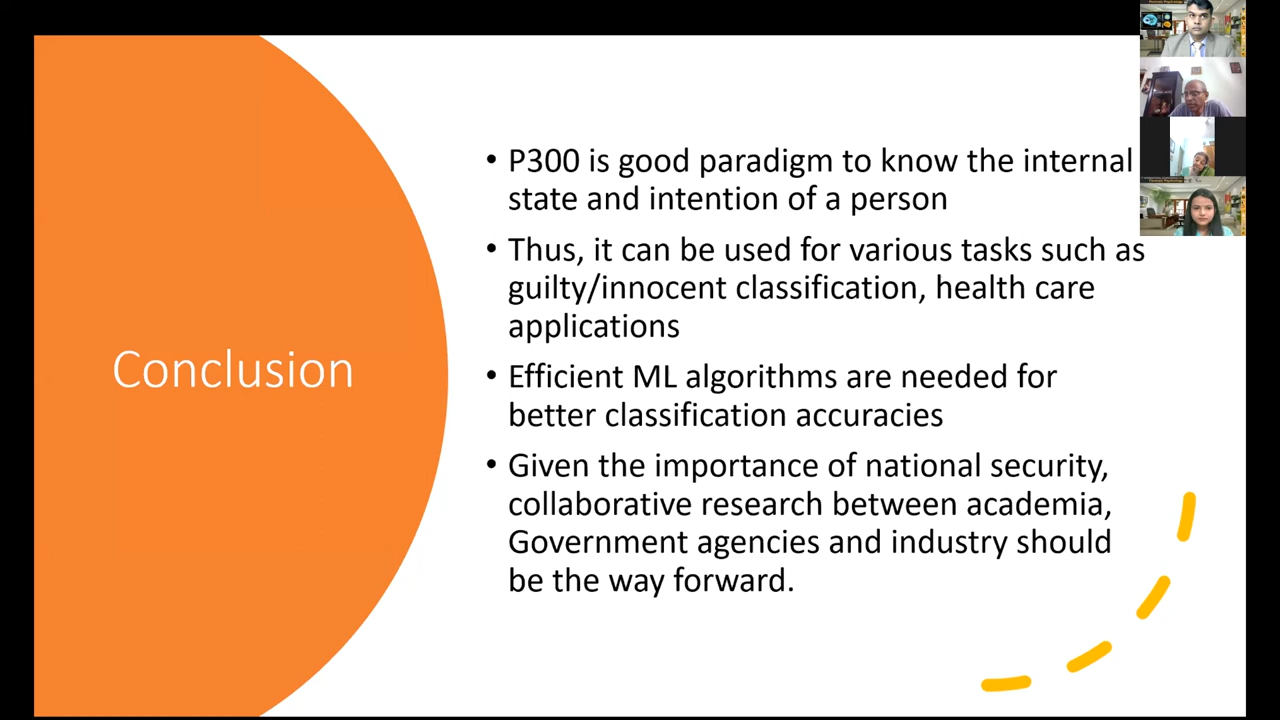 Conclusion
• P300 is good paradigm to know the internal
state and intention of a person
• Thus, it can be used for various tasks such as
guilty/innocent classification, health care
applications
• Efficient ML algorithms are needed for
better classification accuracies
• Given the importance of national security,
collaborative research between academia,
Government agencies and industry should
be the way forward.